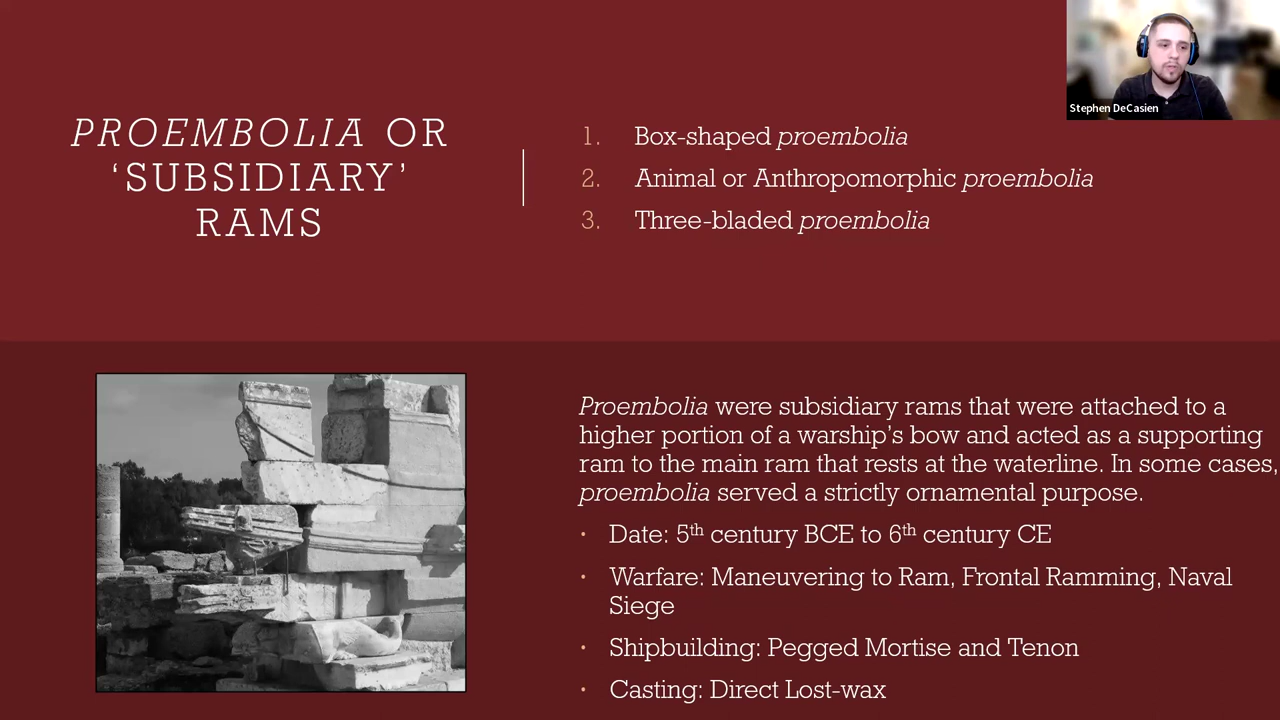 PROEMBOLIA OR
‘SUBSIDIARY’
RAMS
1. Box-shaped proembolia
2. Animal or Anthropomorphic proembolia
3. Three-bladed proembolia
Stephen DeCasien
Proembolia were subsidiary rams that were attached to a
higher portion of a warship’s bow and acted as a supporting
ram to the main ram that rests at the waterline. In some cases,
proembolia served a strictly ornamental purpose.
• Date: 5th century BCE to 6th century CE
• Warfare: Maneuvering to Ram, Frontal Ramming, Naval
Siege
• Shipbuilding: Pegged Mortise and Tenon
• Casting: Direct Lost-wax